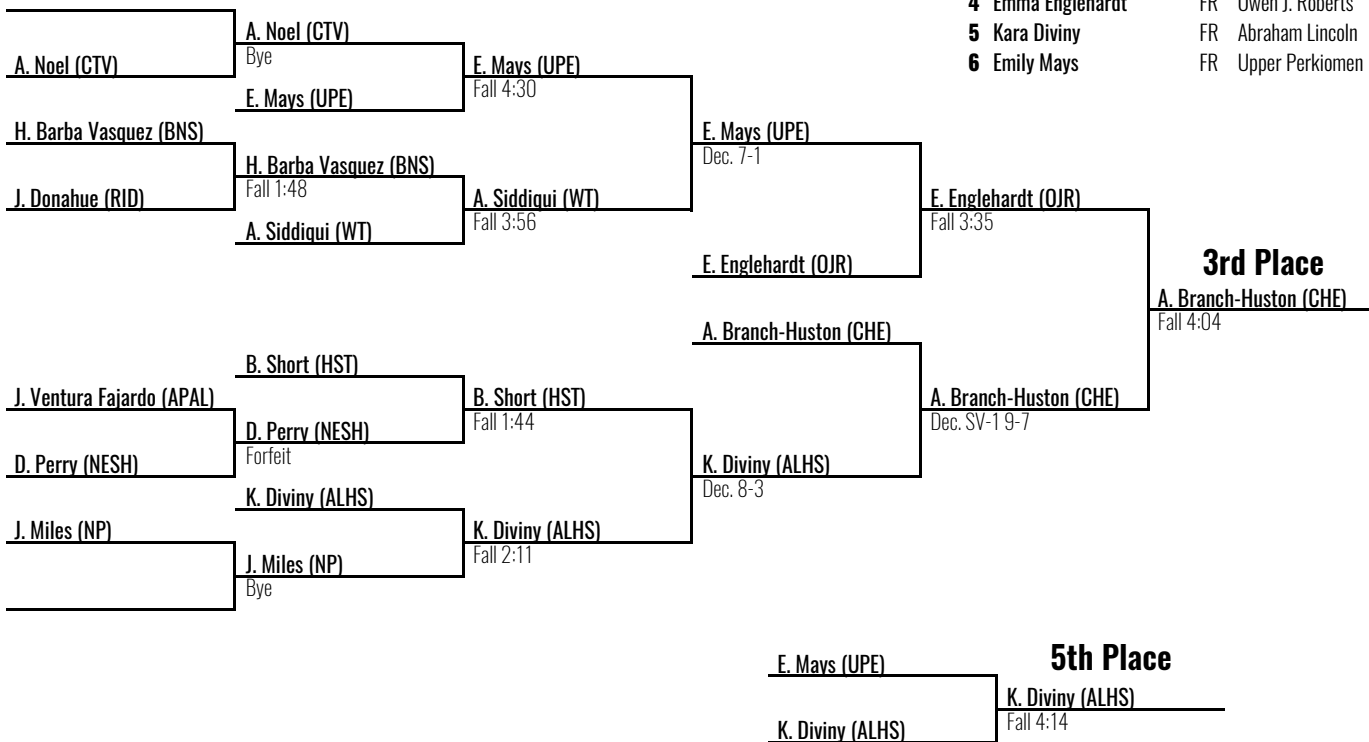 4 Emma Englehardt FR Owen J. Roberts
5 Kara Diviny FR Abraham Lincoln
6 Emily Mays FR Upper Perkiomen
A. Noel (CTV)
A. Noel (CTV)
Bye
E. Mays (UPE)
E. Mays (UPE)
Fall 4:30
H. Barba Vasquez (BNS)
J. Donahue (RID)
H. Barba Vasquez (BNS)
Fall 1:48
A. Siddiqui (WT)
A. Siddiqui (WT)
Fall 3:56
E. Mays (UPE)
Dec. 7-1
E. Englehardt (OJR)
E. Englehardt (OJR)
Fall 3:35
3rd Place
A. Branch-Huston (CHE)
Fall 4:04
A. Branch-Huston (CHE)
B. Short (HST)
J. Ventura Fajardo (APAL)
D. Perry (NESH)
D. Perry (NESH)
Forfeit
B. Short (HST)
Fall 1:44
A. Branch-Huston (CHE)
Dec. SV-1 9-7
K. Diviny (ALHS)
Dec. 8-3
K. Diviny (ALHS)
J. Miles (NP)
J. Miles (NP)
Bye
K. Diviny (ALHS)
Fall 2:11
5th Place
E. Mays (UPE)
K. Diviny (ALHS)
K. Diviny (ALHS)
Fall 4:14